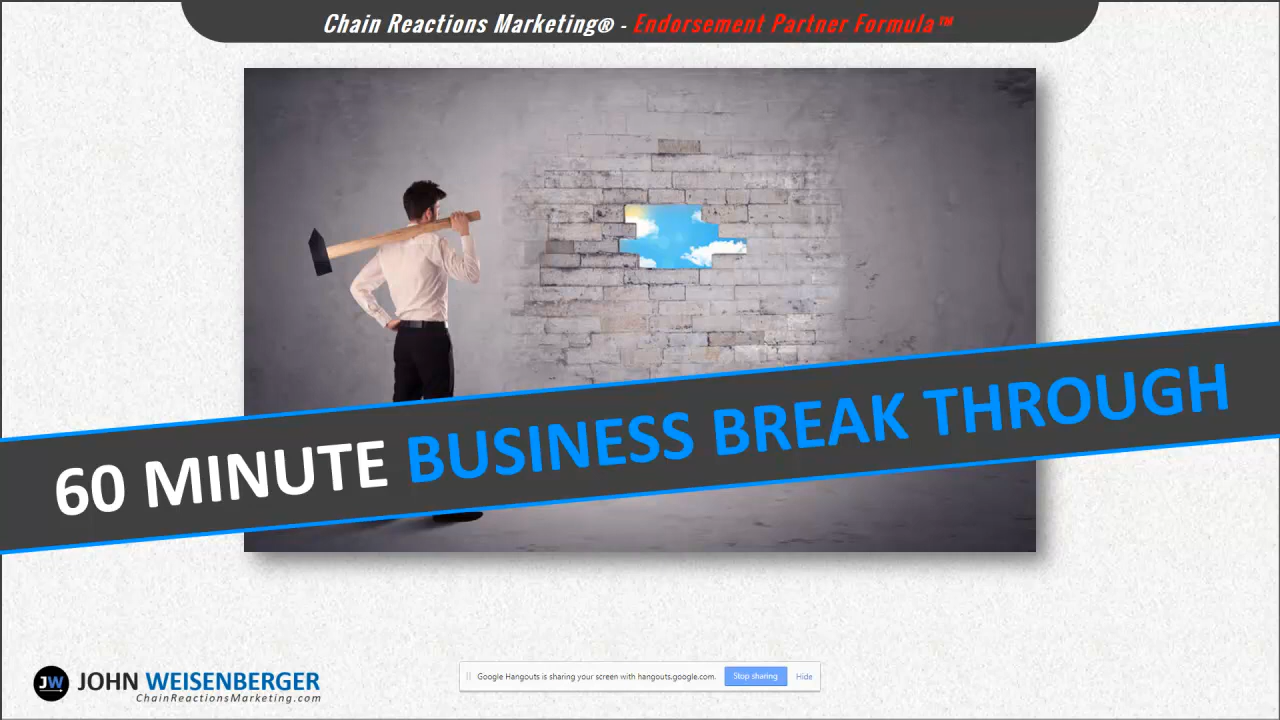 Chain Reactions Marketing® - Endorsement Partner Formula™
60 MINUTE BUSINESS BREAK THROUGH
JW JOHN WEISENBERGER
ChainReactionsMarketing.com
Google Hangouts is sharing your screen with hangouts.google.com. Stop sharing Hide